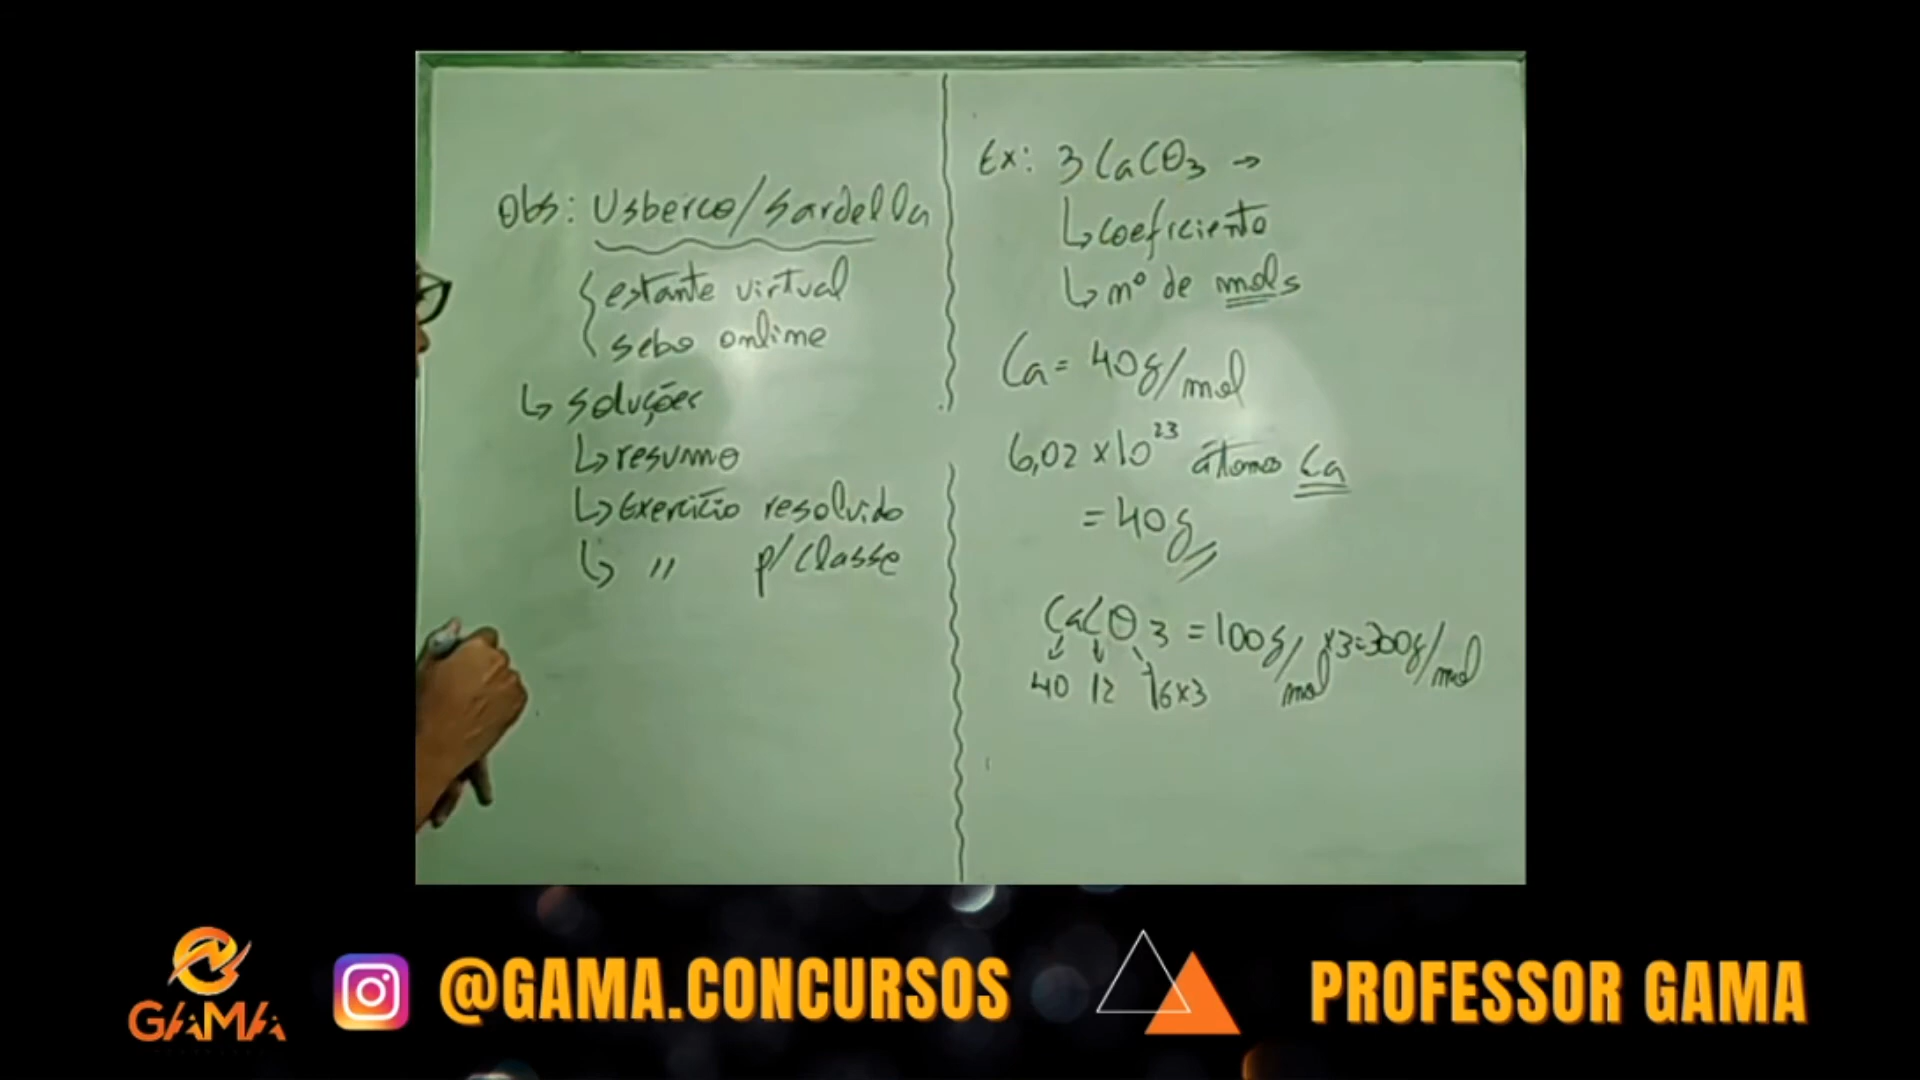 Obs: Usberco/Sardella
estante virtual
sebo online
↳ soluções
↳ resumo
↳ Exercício resolvido
↳ " p/ Classe
Ex: 3 CaCO3 →
↳ coeficiente
↳ nº de mols
Ca = 40g/mol
6,02 x 10²³ átomos Ca
= 40g
CaCO3 = 100g/mol x3=300g/mol
40 12 16x3
GAMA
@GAMA.CONCURSOS
PROFESSOR GAMA